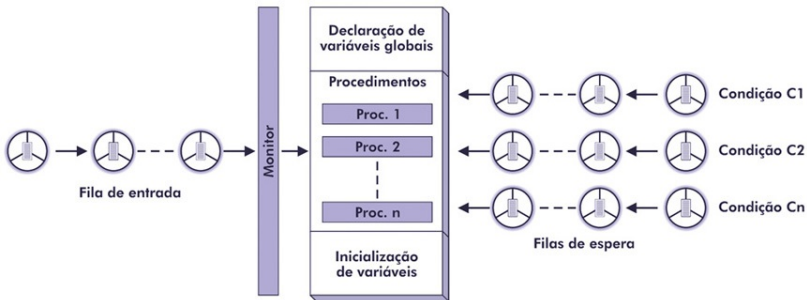 Declaração de
variáveis globais
Procedimentos
Proc. 1
Proc. 2
Proc. n
Inicialização
de variáveis
Monitor
Fila de entrada
Condição C1
Condição C2
Condição Cn
Filas de espera